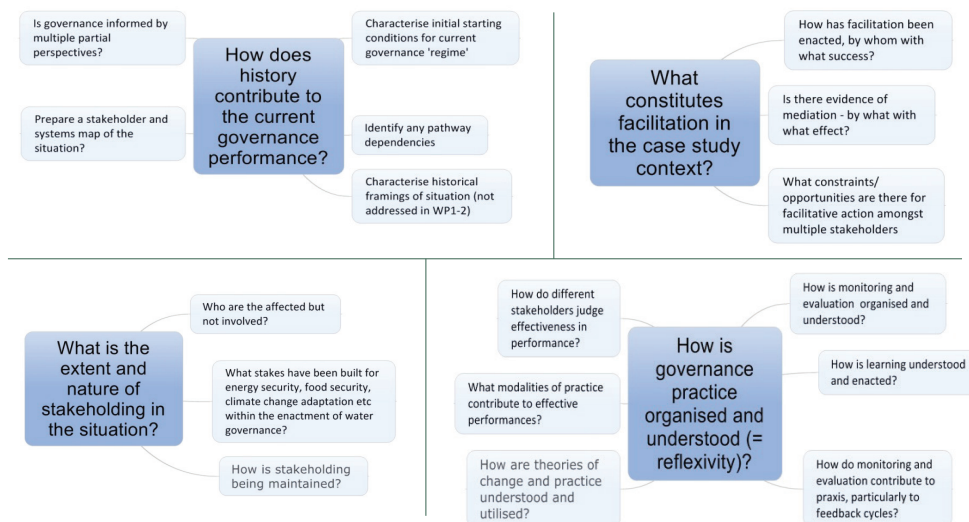 Is governance informed by
multiple partial
perspectives?
Prepare a stakeholder and
systems map of the
situation?
How does
history
contribute to
the current
governance
performance?
Characterise initial starting
conditions for current
governance 'regime'
Identify any pathway
dependencies
Characterise historical
framings of situation (not
addressed in WP1-2)
What
constitutes
facilitation in
the case study
context?
How has facilitation been
enacted, by whom with
what success?
Is there evidence of
mediation - by what with
what effect?
What constraints/
opportunities are there for
facilitative action amongst
multiple stakeholders
What is the
extent and
nature of
stakeholding in
the situation?
Who are the affected but
not involved?
What stakes have been built for
energy security, food security,
climate change adaptation etc
within the enactment of water
governance?
How is stakeholding
being maintained?
How do different
stakeholders judge
effectiveness in
performance?
What modalities of practice
contribute to effective
performances?
How are theories of
change and practice
understood and
utilised?
How is
governance
practice
organised and
understood (=
reflexivity)?
How is monitoring and
evaluation organised and
understood?
How is learning understood
and enacted?
How do monitoring and
evaluation contribute to
praxis, particularly to
feedback cycles?